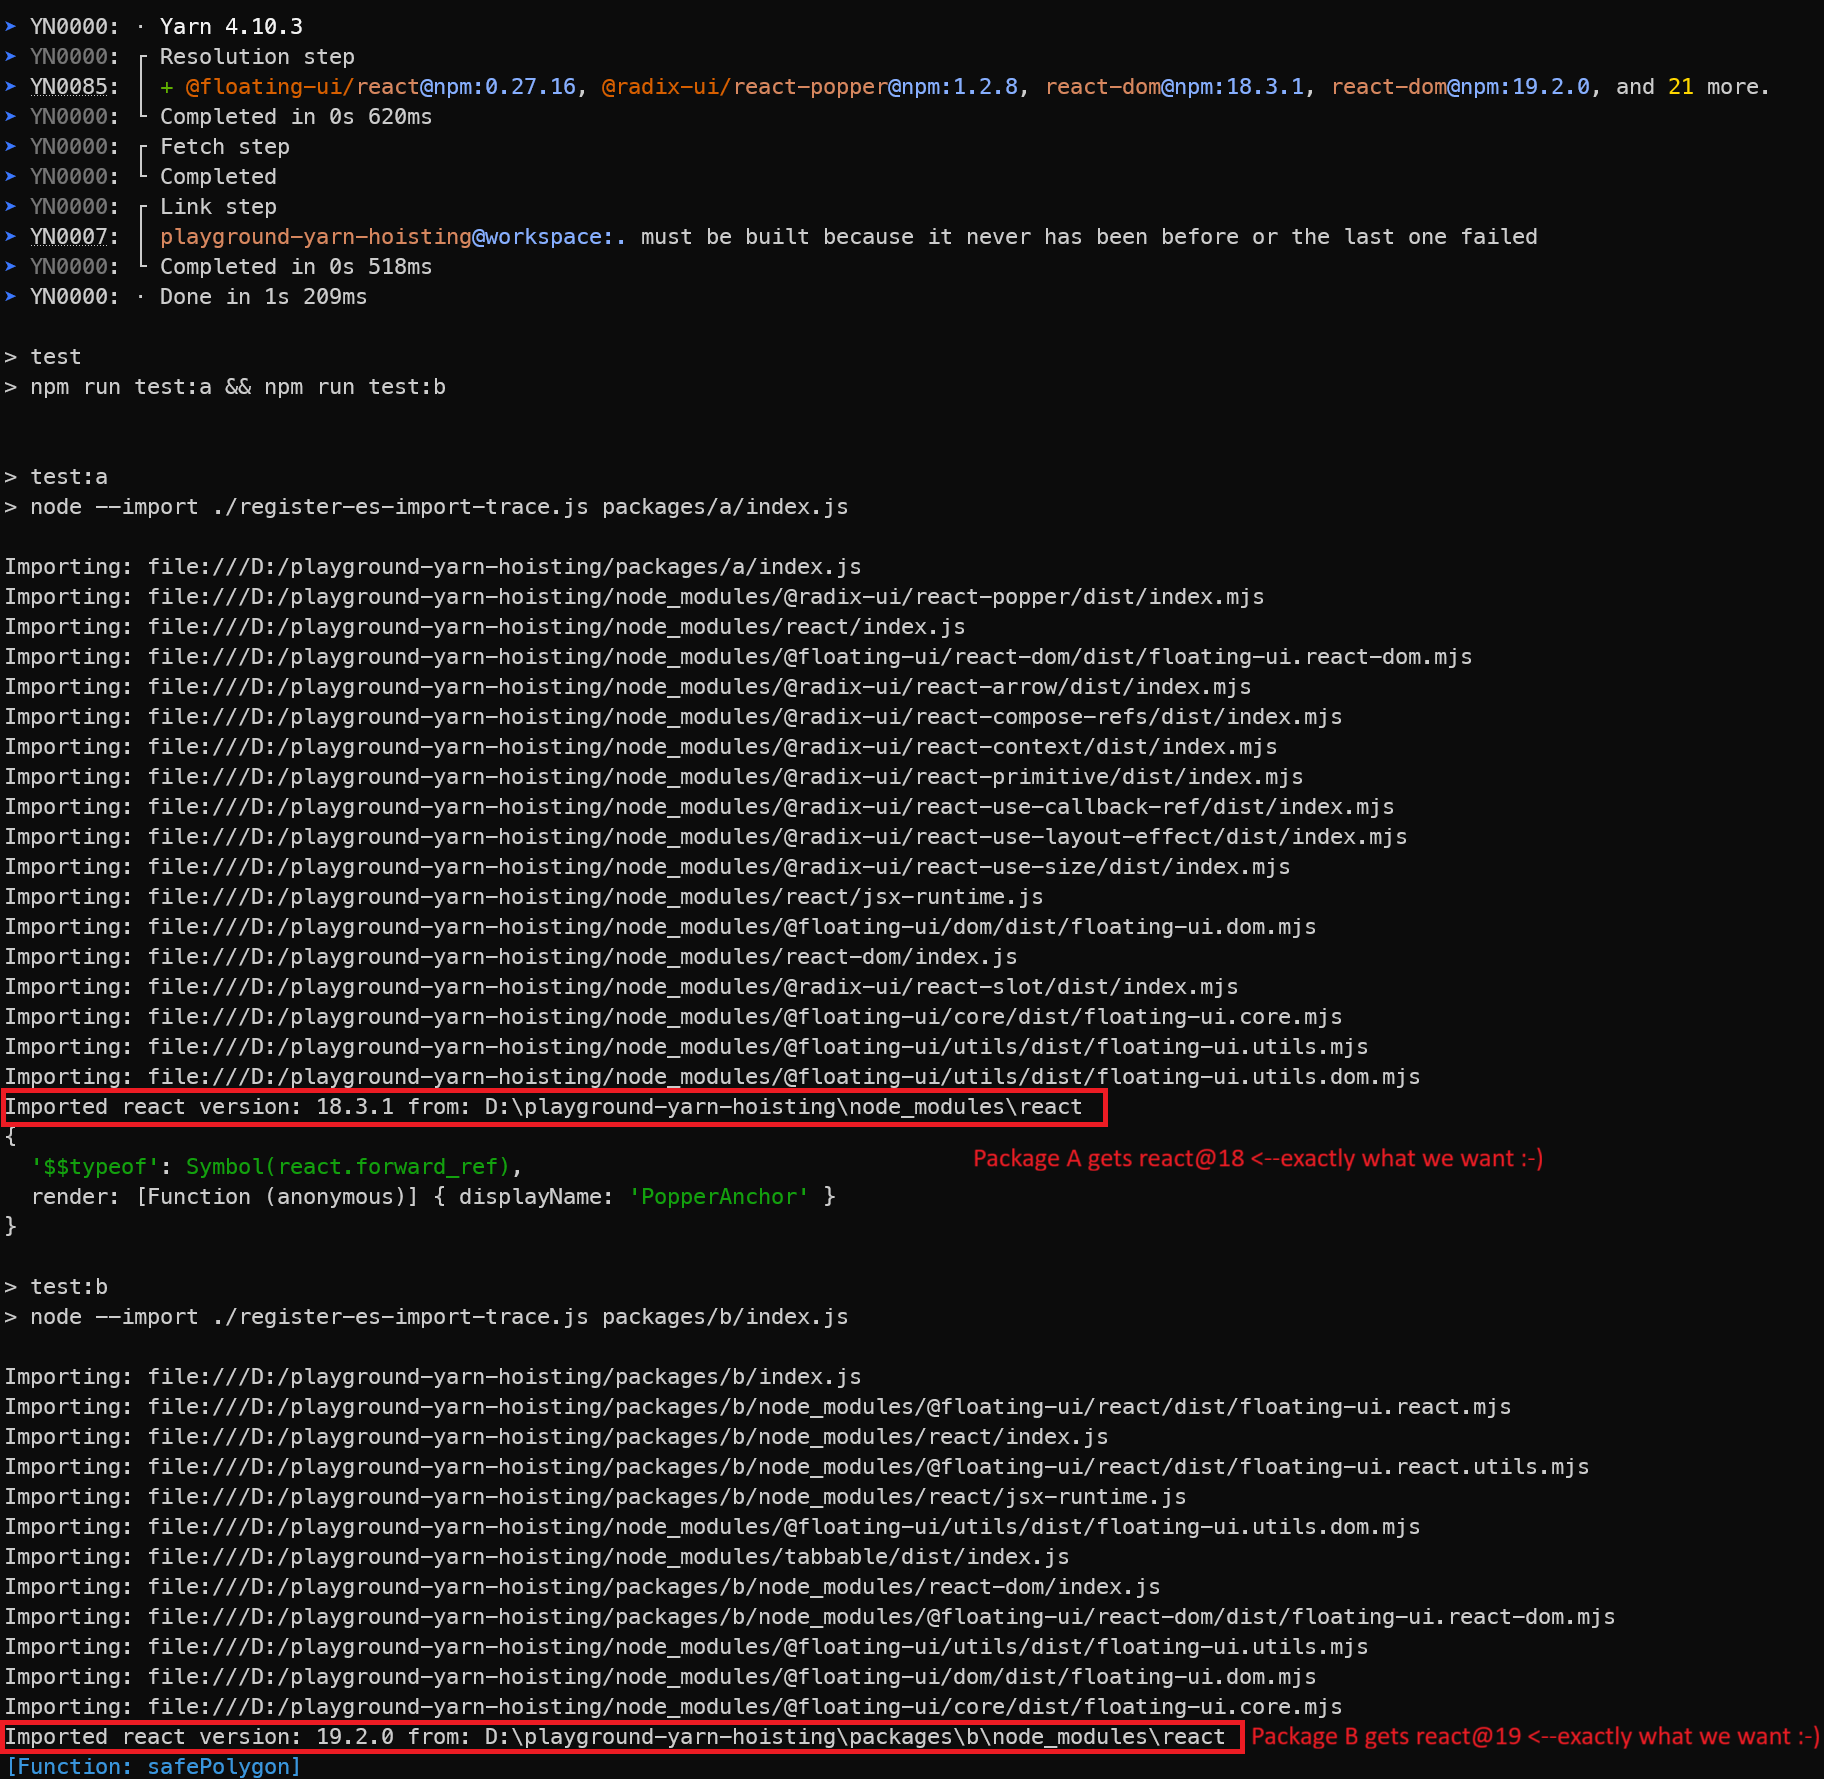 ➤ YN0000: · Yarn 4.10.3
➤ YN0000: ┌ Resolution step
➤ YN0085: │ + @floating-ui/react@npm:0.27.16, @radix-ui/react-popper@npm:1.2.8, react-dom@npm:18.3.1, react-dom@npm:19.2.0, and 21 more.
➤ YN0000: └ Completed in 0s 620ms
➤ YN0000: ┌ Fetch step
➤ YN0000: └ Completed
➤ YN0000: ┌ Link step
➤ YN0007: │ playground-yarn-hoisting@workspace:. must be built because it never has been before or the last one failed
➤ YN0000: └ Completed in 0s 518ms
➤ YN0000: · Done in 1s 209ms
> test
> npm run test:a && npm run test:b
> test:a
> node --import ./register-es-import-trace.js packages/a/index.js
Importing: file:///D:/playground-yarn-hoisting/packages/a/index.js
Importing: file:///D:/playground-yarn-hoisting/node_modules/@radix-ui/react-popper/dist/index.mjs
Importing: file:///D:/playground-yarn-hoisting/node_modules/react/index.js
Importing: file:///D:/playground-yarn-hoisting/node_modules/@floating-ui/react-dom/dist/floating-ui.react-dom.mjs
Importing: file:///D:/playground-yarn-hoisting/node_modules/@radix-ui/react-arrow/dist/index.mjs
Importing: file:///D:/playground-yarn-hoisting/node_modules/@radix-ui/react-compose-refs/dist/index.mjs
Importing: file:///D:/playground-yarn-hoisting/node_modules/@radix-ui/react-context/dist/index.mjs
Importing: file:///D:/playground-yarn-hoisting/node_modules/@radix-ui/react-primitive/dist/index.mjs
Importing: file:///D:/playground-yarn-hoisting/node_modules/@radix-ui/react-use-callback-ref/dist/index.mjs
Importing: file:///D:/playground-yarn-hoisting/node_modules/@radix-ui/react-use-layout-effect/dist/index.mjs
Importing: file:///D:/playground-yarn-hoisting/node_modules/@radix-ui/react-use-size/dist/index.mjs
Importing: file:///D:/playground-yarn-hoisting/node_modules/react/jsx-runtime.js
Importing: file:///D:/playground-yarn-hoisting/node_modules/@floating-ui/dom/dist/floating-ui.dom.mjs
Importing: file:///D:/playground-yarn-hoisting/node_modules/react-dom/index.js
Importing: file:///D:/playground-yarn-hoisting/node_modules/@radix-ui/react-slot/dist/index.mjs
Importing: file:///D:/playground-yarn-hoisting/node_modules/@floating-ui/core/dist/floating-ui.core.mjs
Importing: file:///D:/playground-yarn-hoisting/node_modules/@floating-ui/utils/dist/floating-ui.utils.mjs
Importing: file:///D:/playground-yarn-hoisting/node_modules/@floating-ui/utils/dist/floating-ui.utils.dom.mjs
Imported react version: 18.3.1 from: D:\playground-yarn-hoisting\node_modules\react
{
'$$typeof': Symbol(react.forward_ref), Package A gets react@18 <--exactly what we want :-)
render: [Function (anonymous)] { displayName: 'PopperAnchor' }
}
> test:b
> node --import ./register-es-import-trace.js packages/b/index.js
Importing: file:///D:/playground-yarn-hoisting/packages/b/index.js
Importing: file:///D:/playground-yarn-hoisting/packages/b/node_modules/@floating-ui/react/dist/floating-ui.react.mjs
Importing: file:///D:/playground-yarn-hoisting/packages/b/node_modules/react/index.js
Importing: file:///D:/playground-yarn-hoisting/packages/b/node_modules/@floating-ui/react/dist/floating-ui.react.utils.mjs
Importing: file:///D:/playground-yarn-hoisting/packages/b/node_modules/react/jsx-runtime.js
Importing: file:///D:/playground-yarn-hoisting/node_modules/@floating-ui/utils/dist/floating-ui.utils.dom.mjs
Importing: file:///D:/playground-yarn-hoisting/node_modules/tabbable/dist/index.js
Importing: file:///D:/playground-yarn-hoisting/packages/b/node_modules/react-dom/index.js
Importing: file:///D:/playground-yarn-hoisting/packages/b/node_modules/@floating-ui/react-dom/dist/floating-ui.react-dom.mjs
Importing: file:///D:/playground-yarn-hoisting/node_modules/@floating-ui/utils/dist/floating-ui.utils.mjs
Importing: file:///D:/playground-yarn-hoisting/node_modules/@floating-ui/dom/dist/floating-ui.dom.mjs
Importing: file:///D:/playground-yarn-hoisting/node_modules/@floating-ui/core/dist/floating-ui.core.mjs
Imported react version: 19.2.0 from: D:\playground-yarn-hoisting\packages\b\node_modules\react Package B gets react@19 <--exactly what we want :-)
[Function: safePolygon]